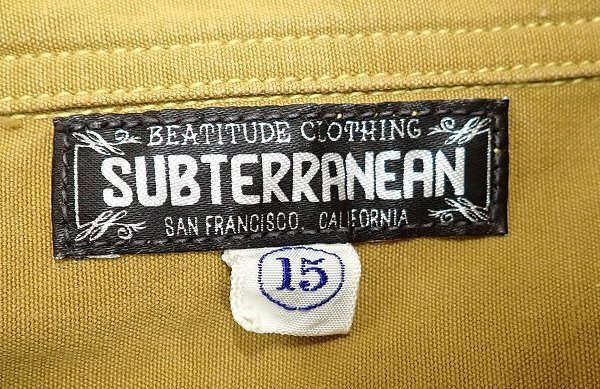 BEATITUDE CLOTHING
SUBTERRANEAN
SAN FRANCISCO, CALIFORNIA
15